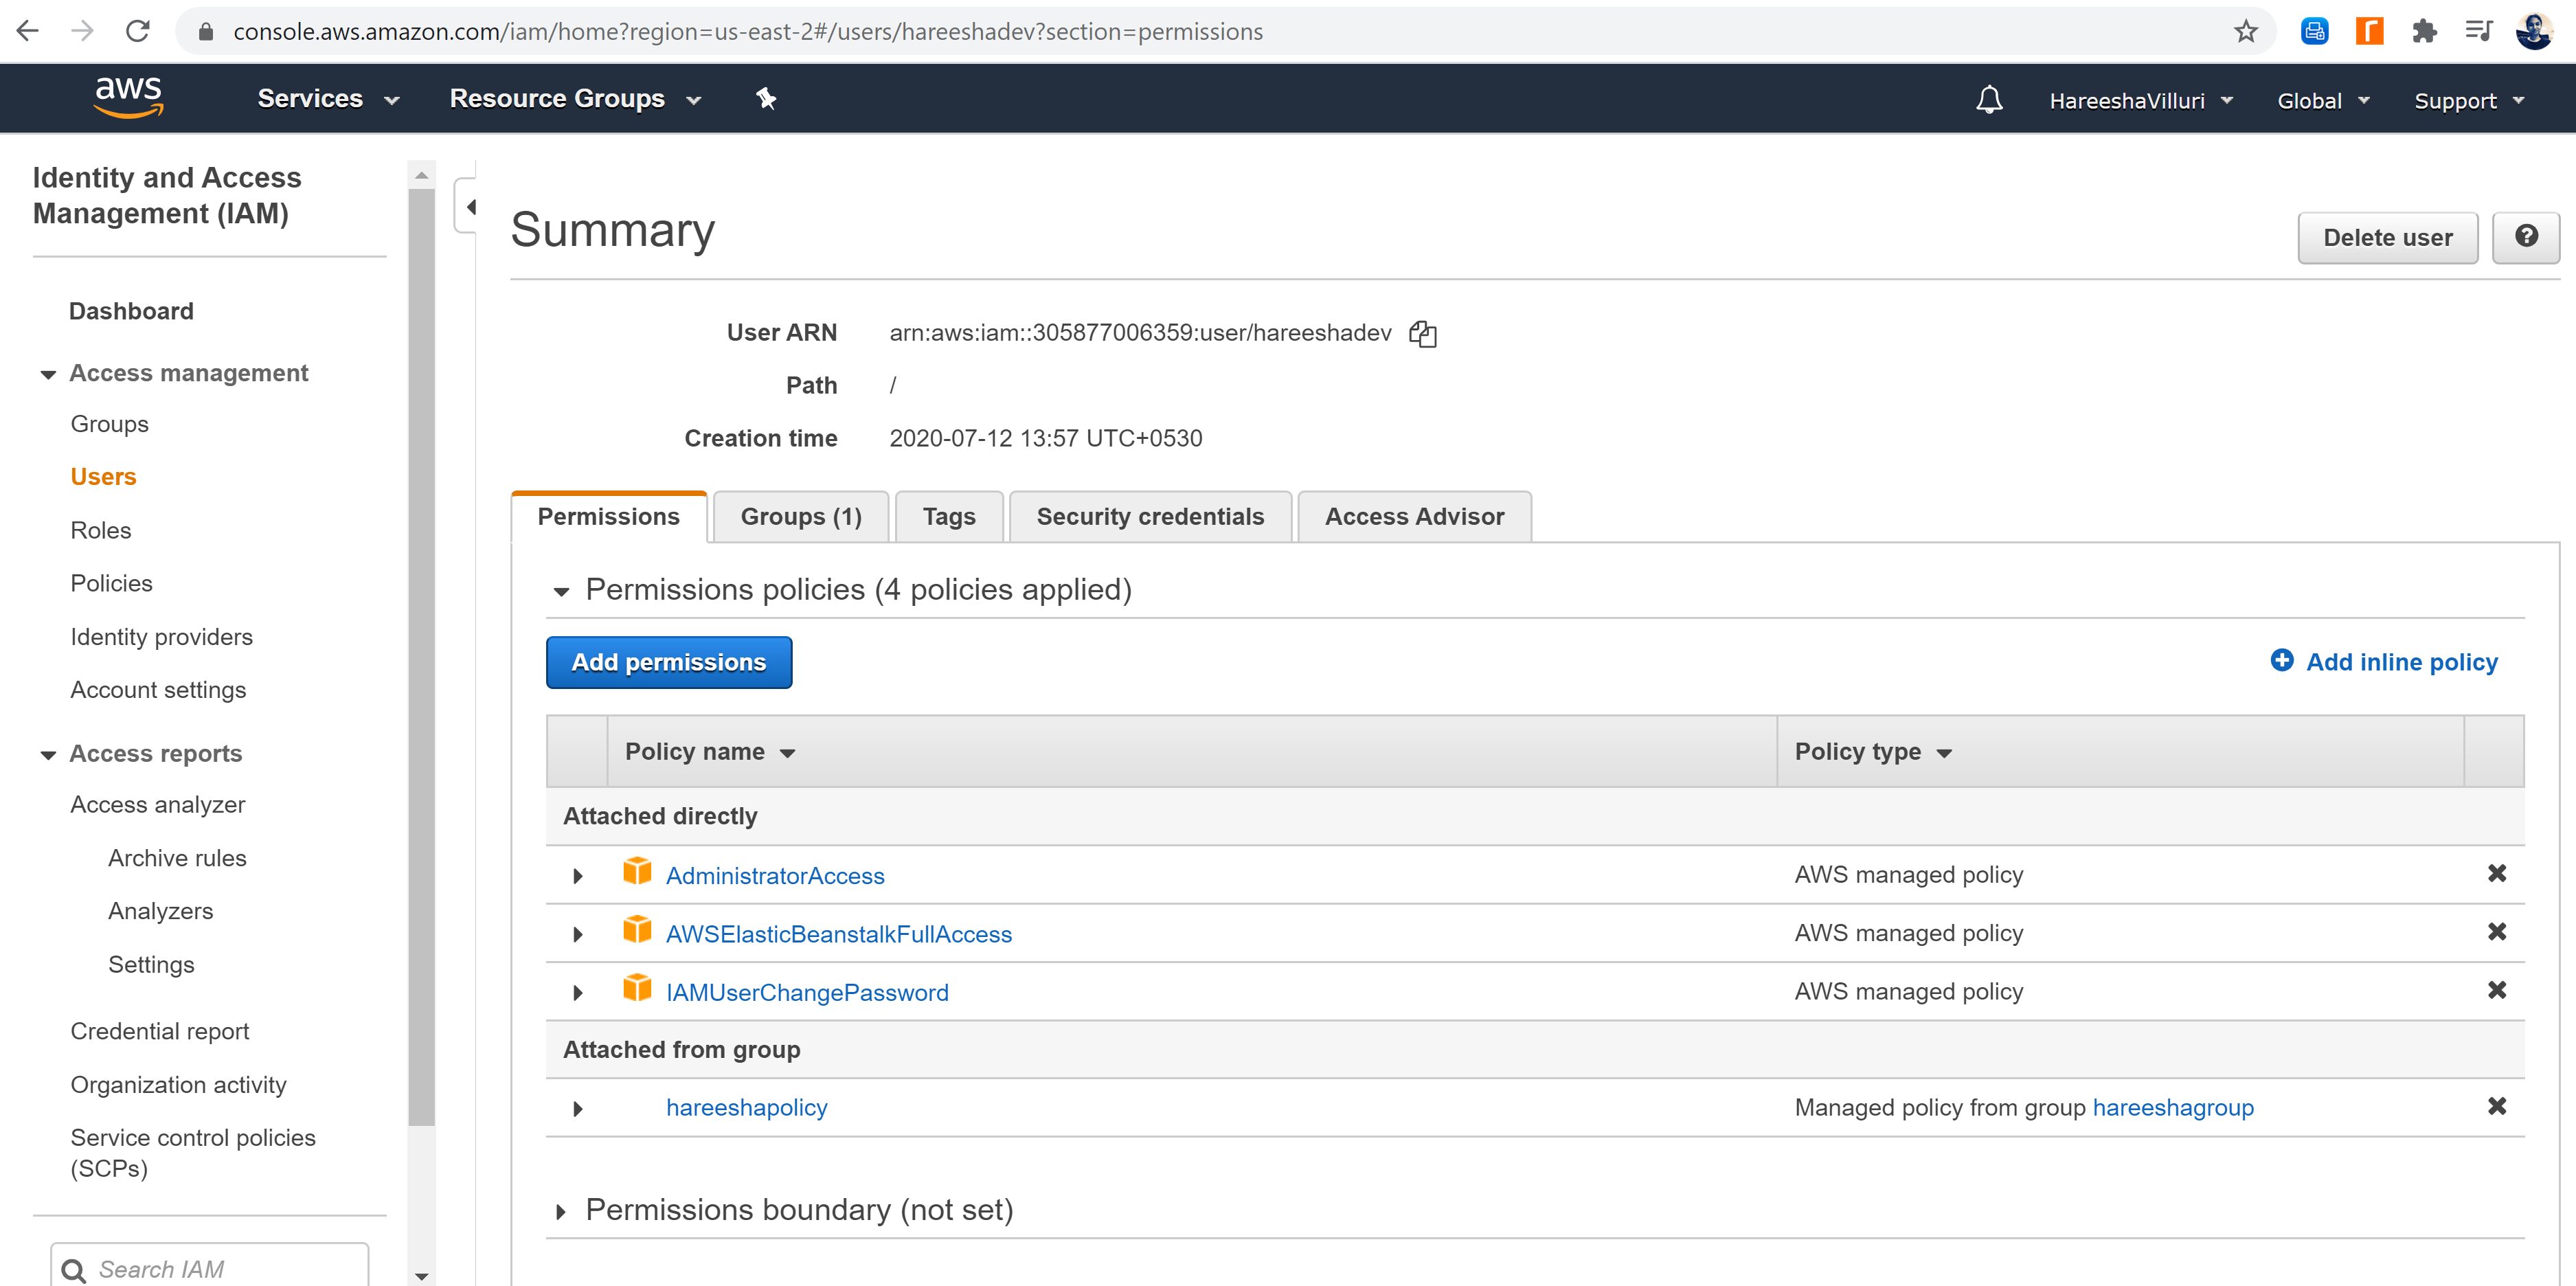 console.aws.amazon.com/iam/home?region=us-east-2#/users/hareeshadev?section=permissions
aws
Services
Resource Groups
HareeshaVilluri
Global
Support
Identity and Access
Management (IAM)
Dashboard
Access management
Groups
Users
Roles
Policies
Identity providers
Account settings
Access reports
Access analyzer
Archive rules
Analyzers
Settings
Credential report
Organization activity
Service control policies
(SCPs)
Search IAM
Summary
Delete user
?
User ARN arn:aws:iam::305877006359:user/hareeshadev
Path /
Creation time 2020-07-12 13:57 UTC+0530
Permissions
Groups (1)
Tags
Security credentials
Access Advisor
Permissions policies (4 policies applied)
Add permissions
Add inline policy
Policy name Policy type
Attached directly
AdministratorAccess AWS managed policy
AWSElasticBeanstalkFullAccess AWS managed policy
IAMUserChangePassword AWS managed policy
Attached from group
hareeshapolicy Managed policy from group hareeshagroup
Permissions boundary (not set)